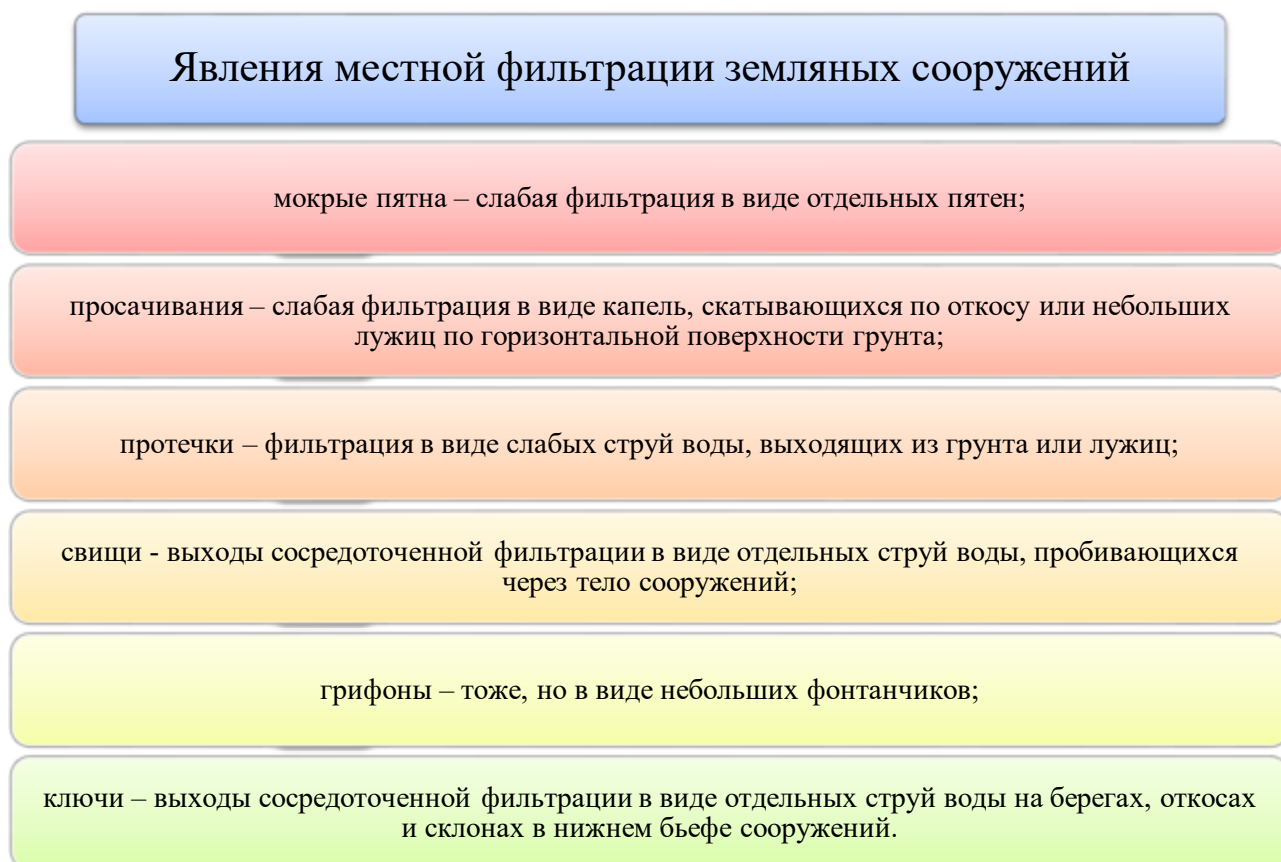 Явления местной фильтрации земляных сооружений
мокрые пятна – слабая фильтрация в виде отдельных пятен;
просачивания – слабая фильтрация в виде капель, скатывающихся по откосу или небольших
лужиц по горизонтальной поверхности грунта;
протечки – фильтрация в виде слабых струй воды, выходящих из грунта или лужиц;
свищи - выходы сосредоточенной фильтрации в виде отдельных струй воды, пробивающихся
через тело сооружений;
грифоны – тоже, но в виде небольших фонтанчиков;
ключи – выходы сосредоточенной фильтрации в виде отдельных струй воды на берегах, откосах
и склонах в нижнем бьефе сооружений.